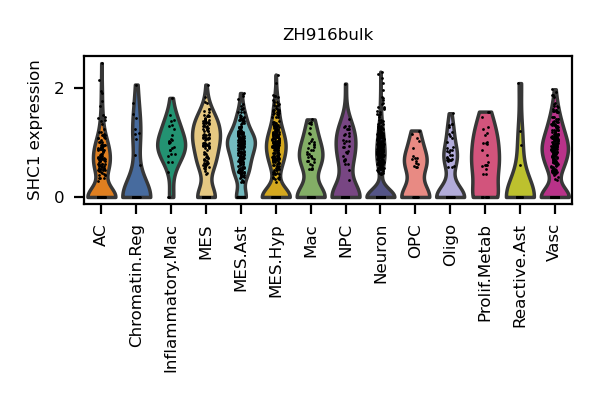 ZH916bulk
SHC1 expression
2
0
AC
Chromatin.Reg
Inflammatory.Mac
MES
MES.Ast
MES.Hyp
Mac
NPC
Neuron
OPC
Oligo
Prolif.Metab
Reactive.Ast
Vasc